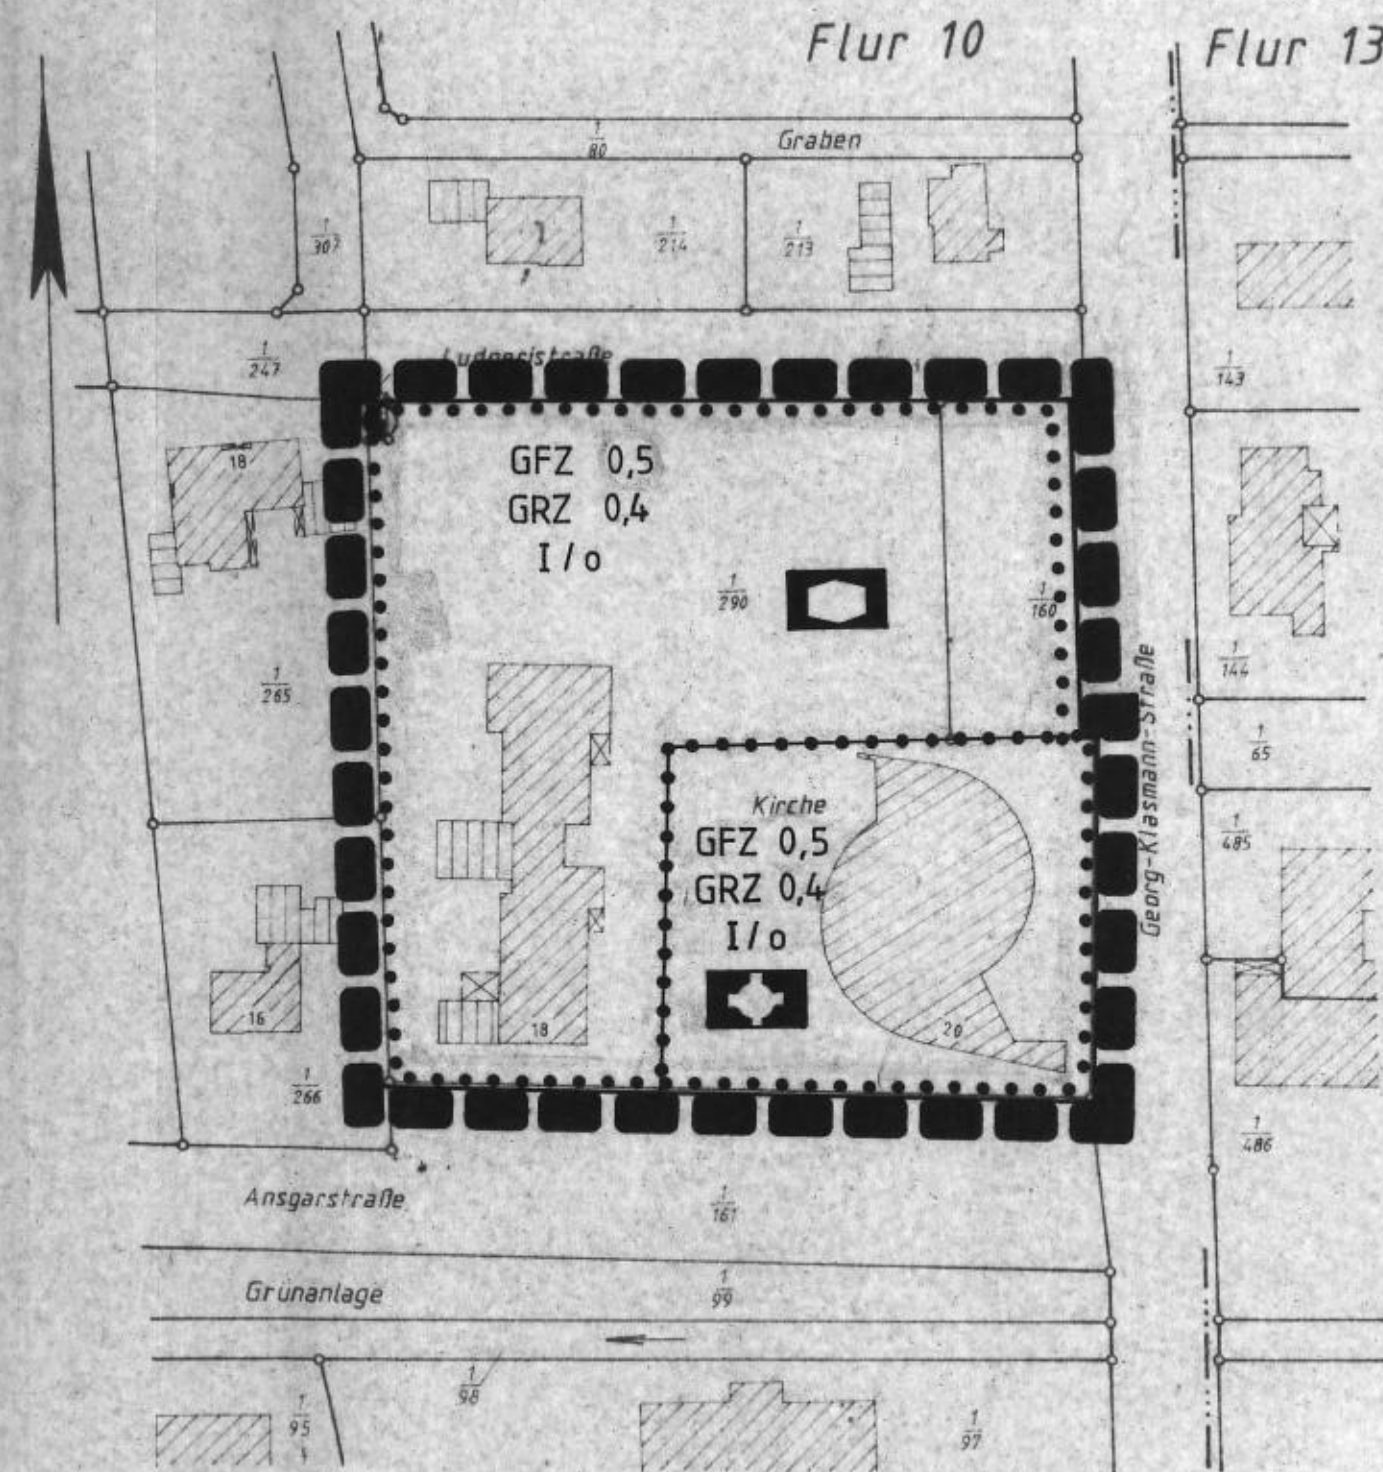 Flur 10
Flur 13
1/80
Graben
1/307
1/214
1/213
1/247
Ludgeristraße
1/143
18
GFZ 0,5
GRZ 0,4
I / o
1/290
1/160
1/265
1/144
Georg-Klasmann-Straße
1/65
Kirche
GFZ 0,5
GRZ 0,4
I / o
1/485
16
18
20
1/266
1/486
Ansgarstraße
1/161
Grünanlage
1/99
1/98
1/95
1/97